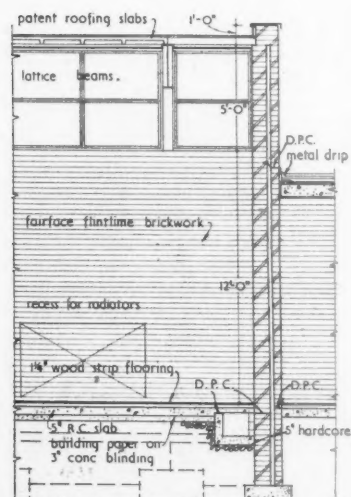 patent roofing slabs
1'-0"
lattice beams.
5'-0"
D.P.C.
metal drip
fairface flintlime brickwork
12'-0"
recess for radiators
1¼" wood strip flooring
D.P.C.
D.P.C.
5" R.C. slab
5" hardcore
building paper on
3" conc blinding